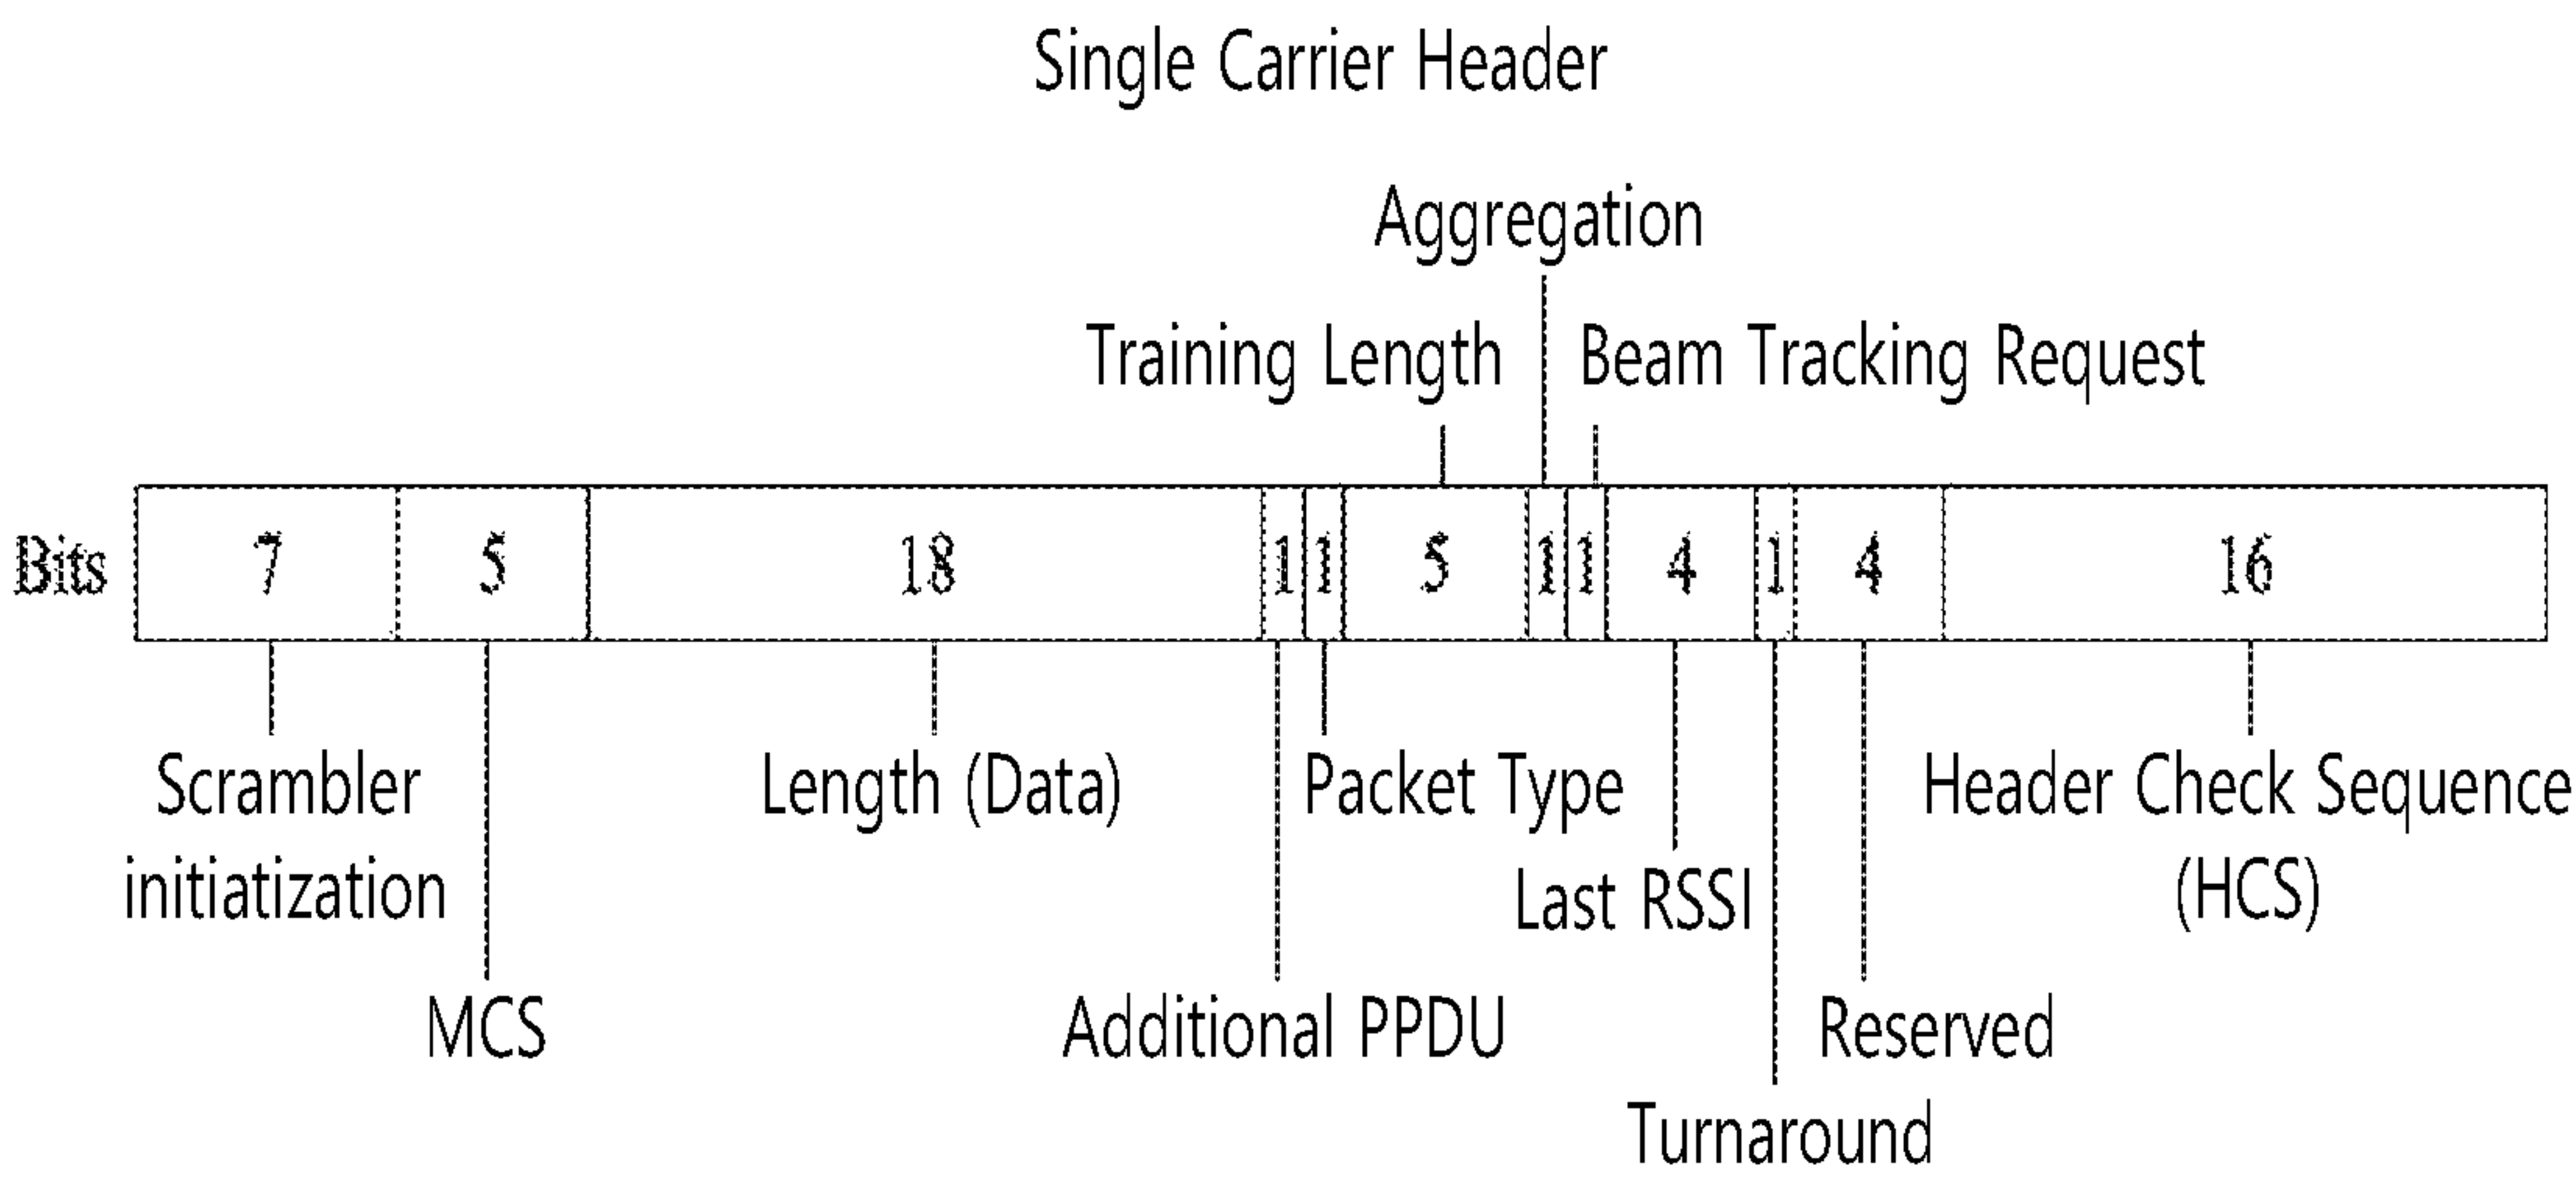 Single Carrier Header
Aggregation
Training Length
Beam Tracking Request
Bits 7 5 18 1 1 5 1 1 4 1 4 16
Scrambler
initiatization
Length (Data)
Packet Type
Header Check Sequence
(HCS)
Last RSSI
MCS
Additional PPDU
Reserved
Turnaround